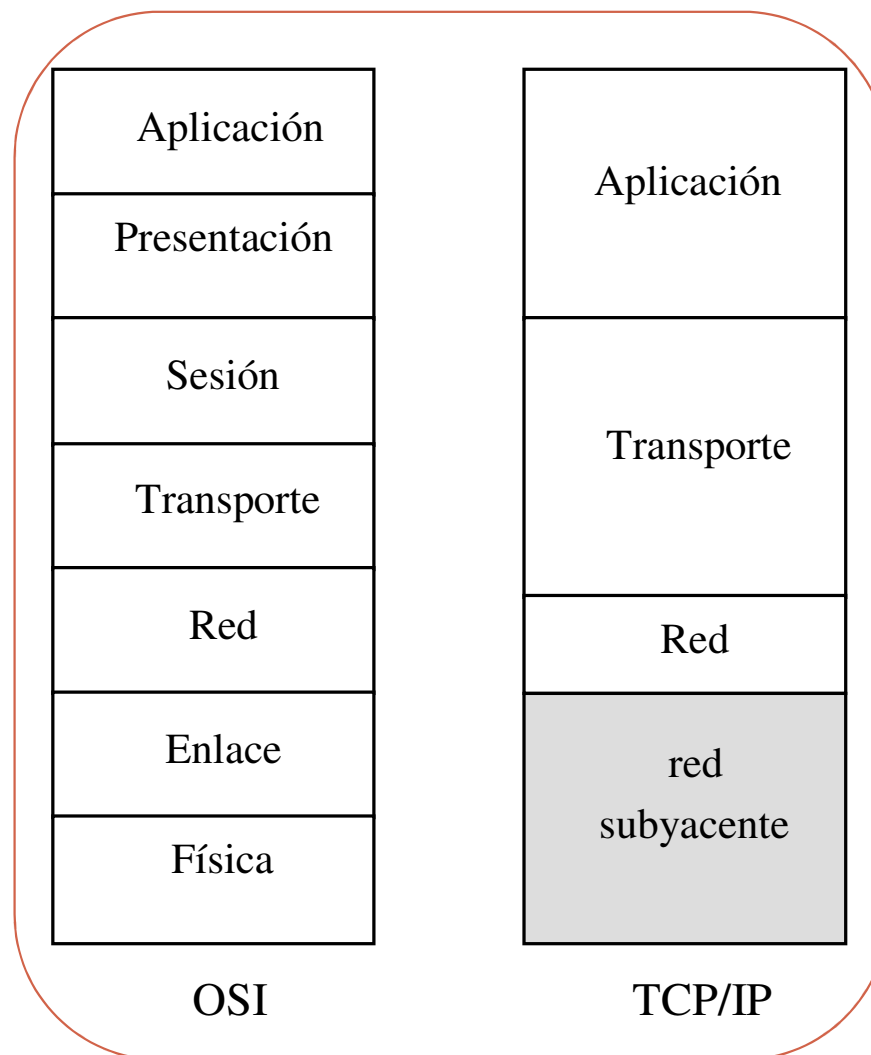 Aplicación
Presentación
Sesión
Transporte
Red
Enlace
Física
OSI
Aplicación
Transporte
Red
red
subyacente
TCP/IP